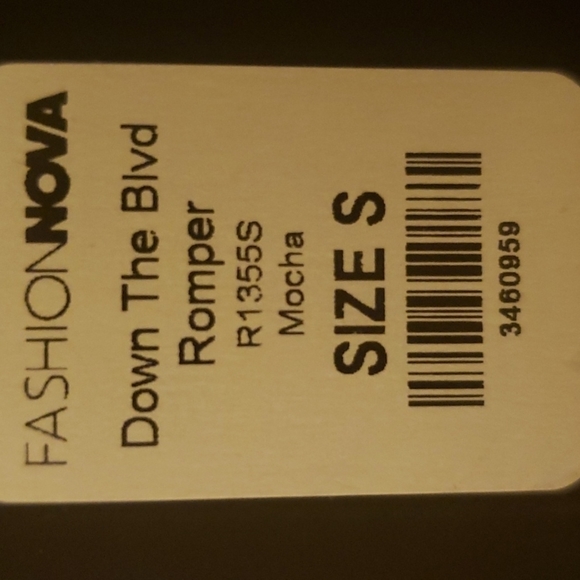 FASHIONNOVA
Down The Blvd
Romper
R1355S
Mocha
SIZE S
3460959